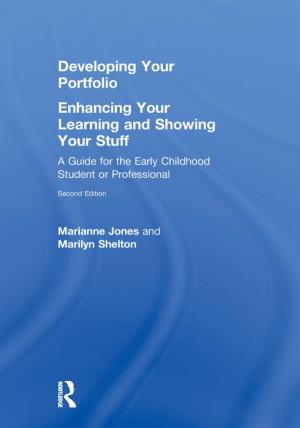 Developing Your
Portfolio
Enhancing Your
Learning and Showing
Your Stuff
A Guide for the Early Childhood
Student or Professional
Second Edition
Marianne Jones and
Marilyn Shelton
ROUTLEDGE